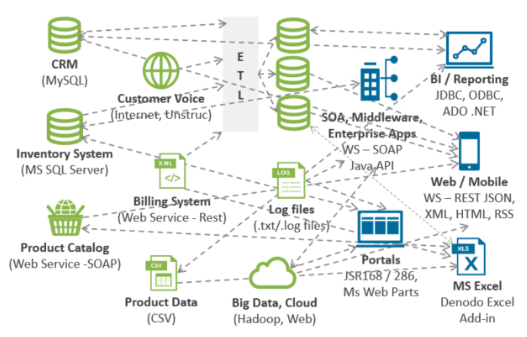 E
T
L
CRM
(MySQL)
Customer Voice
(Internet, Unstruc)
BI / Reporting
JDBC, ODBC,
ADO .NET
SOA, Middleware,
Enterprise Apps
WS – SOAP
Java API
Inventory System
(MS SQL Server)
XML
Billing System
(Web Service - Rest)
LOG
Log files
(.txt/.log files)
Web / Mobile
WS – REST JSON,
XML, HTML, RSS
Product Catalog
(Web Service -SOAP)
CSV
Product Data
(CSV)
Big Data, Cloud
(Hadoop, Web)
Portals
JSR168 / 286,
Ms Web Parts
XLS
X
MS Excel
Denodo Excel
Add-in